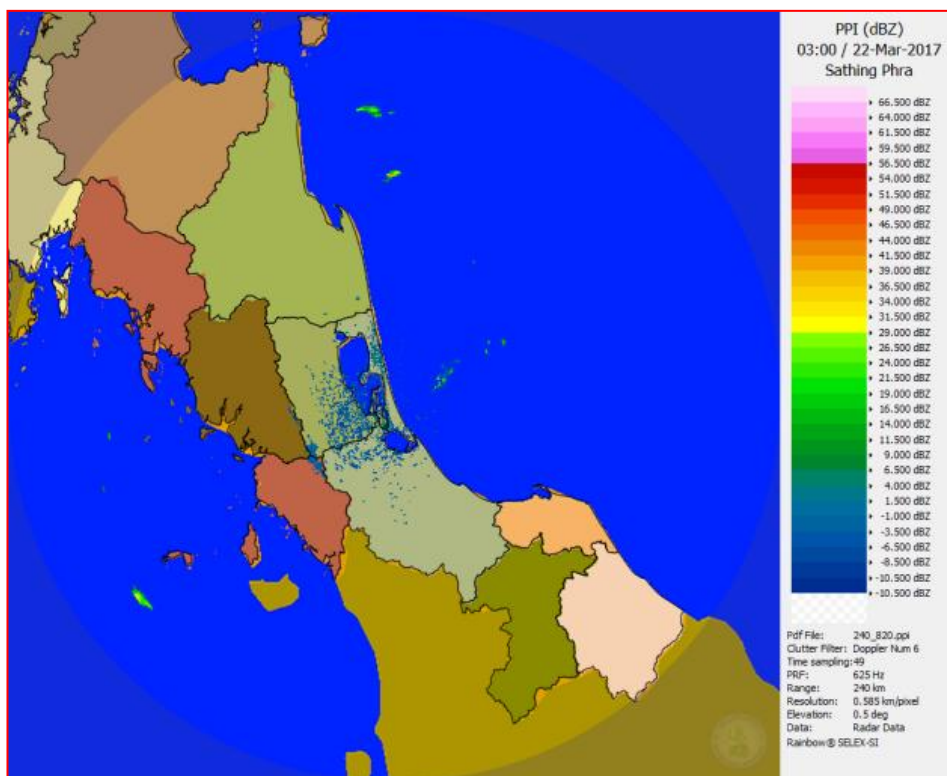 PPI (dBZ)
03:00 / 22-Mar-2017
Sathing Phra
66.500 dBZ
64.000 dBZ
61.500 dBZ
59.500 dBZ
56.500 dBZ
54.000 dBZ
51.500 dBZ
49.000 dBZ
46.500 dBZ
44.000 dBZ
41.500 dBZ
39.000 dBZ
36.500 dBZ
34.000 dBZ
31.500 dBZ
29.000 dBZ
26.500 dBZ
24.000 dBZ
21.500 dBZ
19.000 dBZ
16.500 dBZ
14.000 dBZ
11.500 dBZ
9.000 dBZ
6.500 dBZ
4.000 dBZ
1.500 dBZ
-1.000 dBZ
-3.500 dBZ
-6.500 dBZ
-8.500 dBZ
-10.500 dBZ
-10.500 dBZ
Pdf File: 240_820.ppi
Clutter Filter: Doppler Num 6
Time sampling:49
PRF: 625 Hz
Range: 240 km
Resolution: 0.585 km/pixel
Elevation: 0.5 deg
Data: Radar Data
Rainbow® SELEX-SI